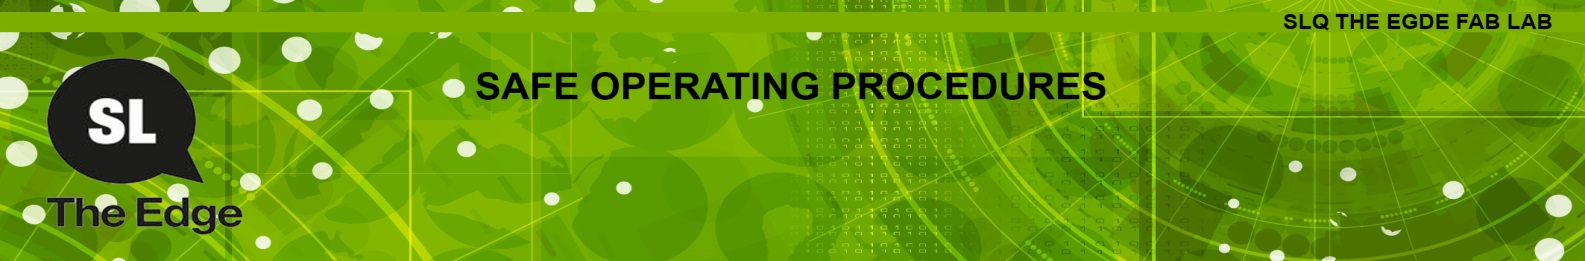 SLQ THE EGDE FAB LAB
SAFE OPERATING PROCEDURES
SL
The Edge